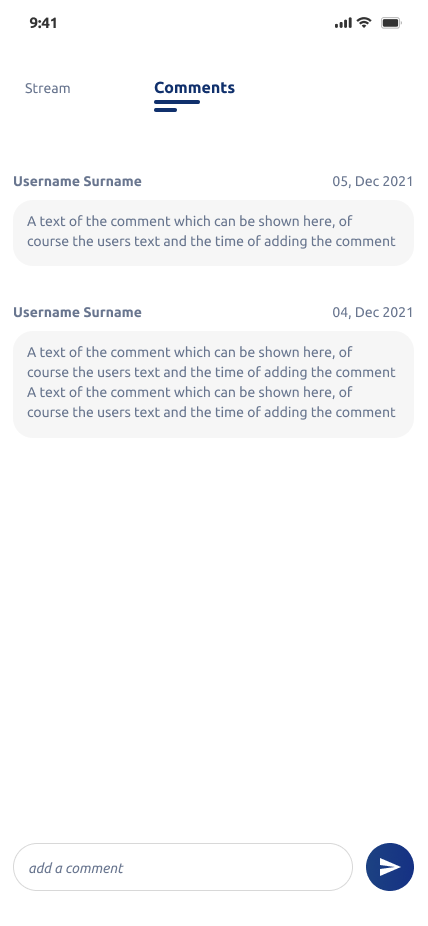 9:41
Stream
Comments
Username Surname
05, Dec 2021
A text of the comment which can be shown here, of
course the users text and the time of adding the comment
Username Surname
04, Dec 2021
A text of the comment which can be shown here, of
course the users text and the time of adding the comment
A text of the comment which can be shown here, of
course the users text and the time of adding the comment
add a comment